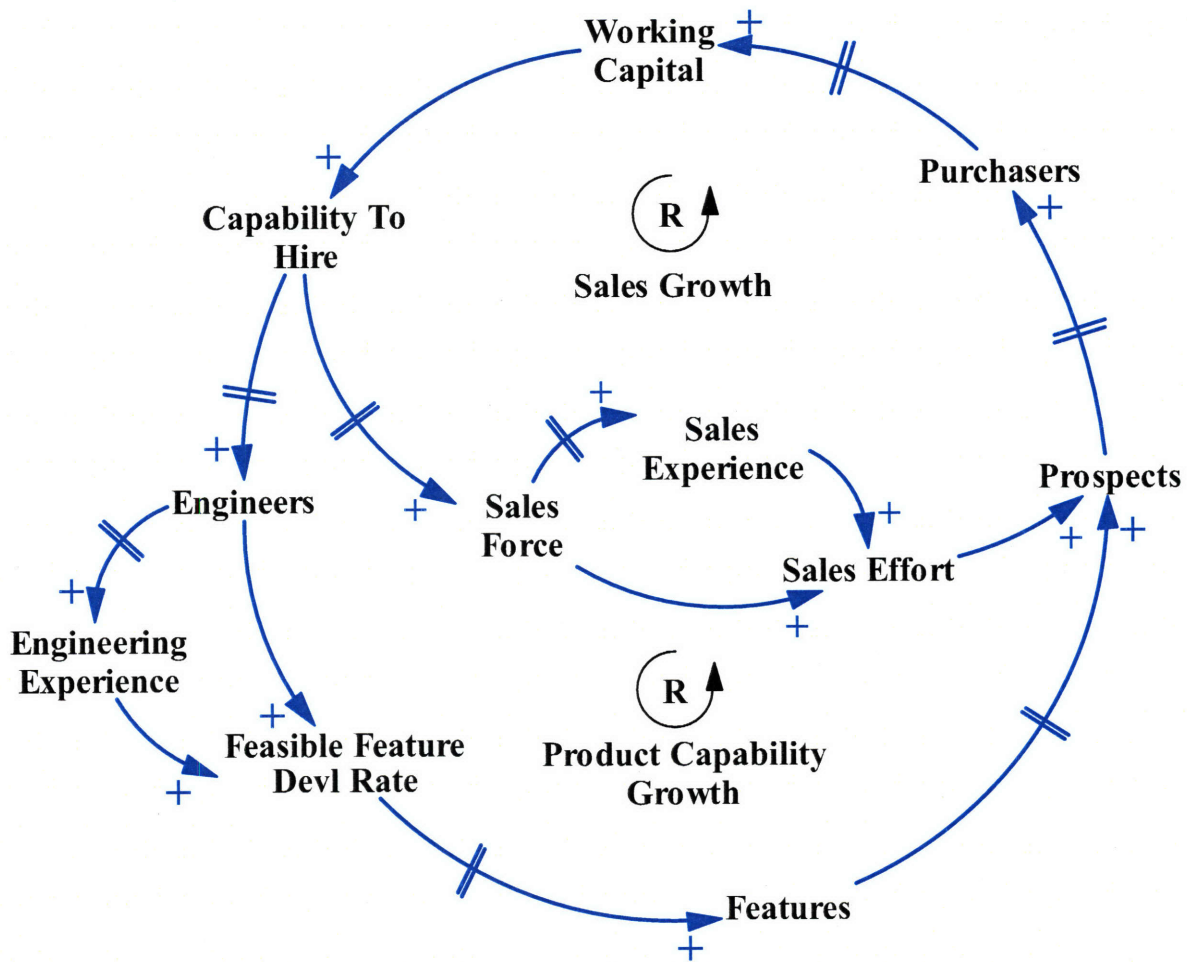 +
Working
Capital
+
Purchasers
+
Capability To
Hire
R
Sales Growth
+
Sales
Experience
+
Engineers
+
Sales
Force
+
Prospects
+
+
+
Sales Effort
+
+
Engineering
Experience
R
+
Feasible Feature
Devl Rate
+
Product Capability
Growth
Features
+